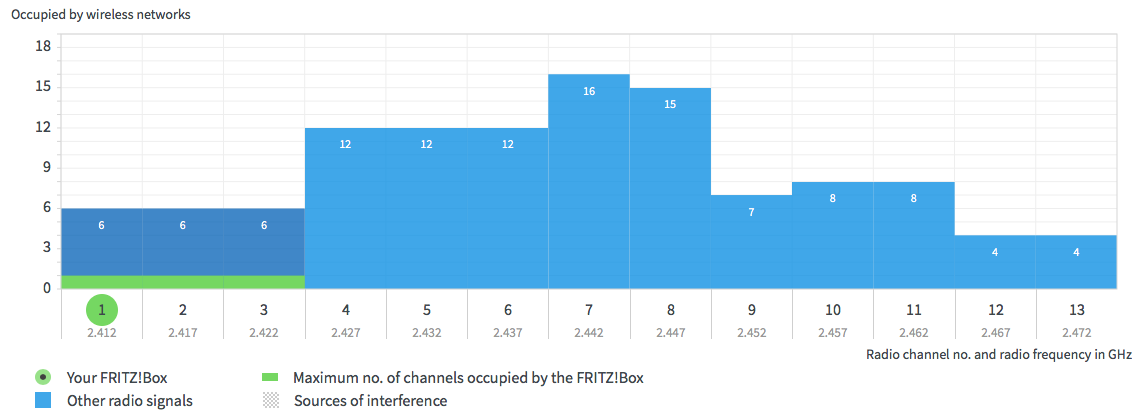 Occupied by wireless networks
18
15
12
9
6
3
0
6 6 6 12 12 12 16 15 7 8 8 4 4
1 2 3 4 5 6 7 8 9 10 11 12 13
2.412 2.417 2.422 2.427 2.432 2.437 2.442 2.447 2.452 2.457 2.462 2.467 2.472
Radio channel no. and radio frequency in GHz
Your FRITZ!Box Maximum no. of channels occupied by the FRITZ!Box
Other radio signals Sources of interference